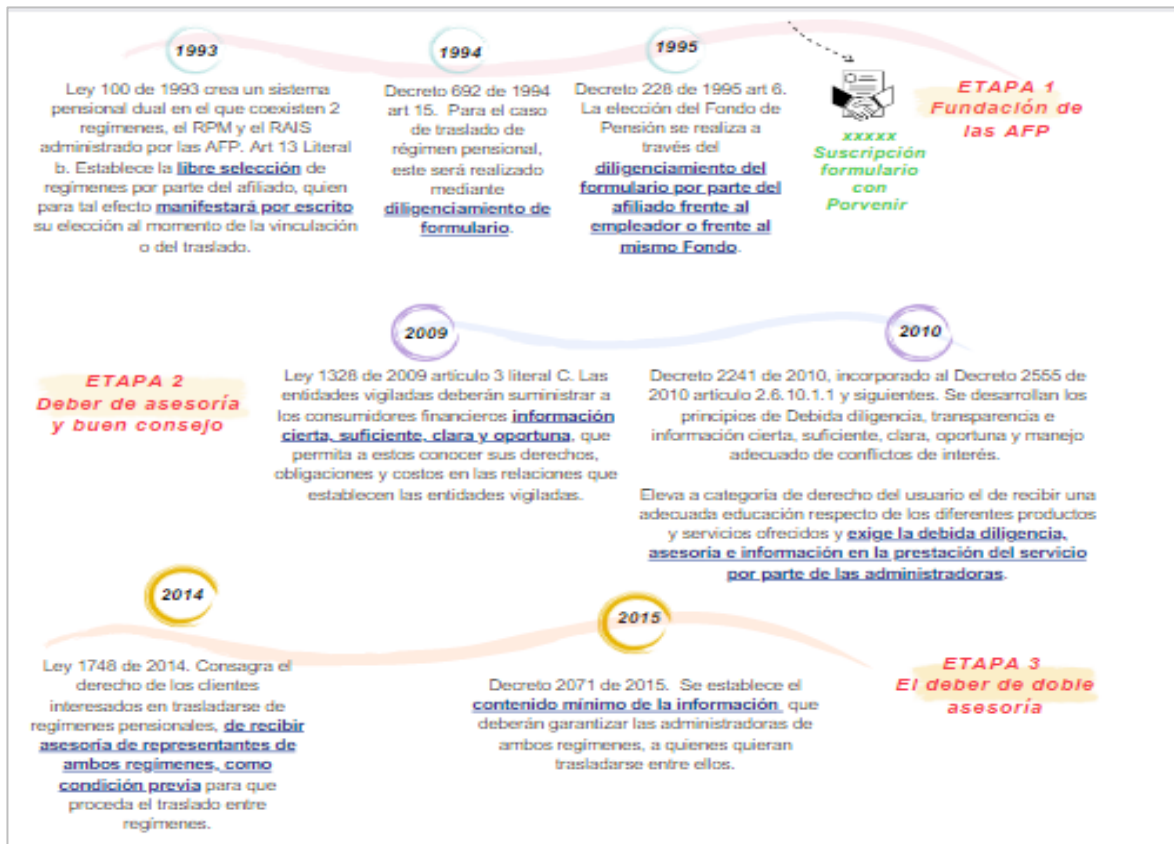 1993
Ley 100 de 1993 crea un sistema
pensional dual en el que coexisten 2
regímenes, el RPM y el RAIS
administrado por las AFP. Art 13 Literal
b. Establece la libre selección de
regímenes por parte del afiliado, quien
para tal efecto manifestará por escrito
su elección al momento de la vinculación
o del traslado.
1994
Decreto 692 de 1994
art 15. Para el caso
de traslado de
régimen pensional,
este será realizado
mediante
diligenciamiento de
formulario.
1995
Decreto 228 de 1995 art 6.
La elección del Fondo de
Pensión se realiza a
través del
diligenciamiento del
formulario por parte del
afiliado frente al
empleador o frente al
mismo Fondo.
xxxxx
Suscripción
formulario
con
Porvenir
ETAPA 1
Fundación de
las AFP
ETAPA 2
Deber de asesoría
y buen consejo
2009
Ley 1328 de 2009 artículo 3 literal C. Las
entidades vigiladas deberán suministrar a
los consumidores financieros información
cierta, suficiente, clara y oportuna, que
permita a estos conocer sus derechos,
obligaciones y costos en las relaciones que
establecen las entidades vigiladas.
2010
Decreto 2241 de 2010, incorporado al Decreto 2555 de
2010 artículo 2.6.10.1.1 y siguientes. Se desarrollan los
principios de Debida diligencia, transparencia e
información cierta, suficiente, clara, oportuna y manejo
adecuado de conflictos de interés.
Eleva a categoría de derecho del usuario el de recibir una
adecuada educación respecto de los diferentes productos
y servicios ofrecidos y exige la debida diligencia,
asesoría e información en la prestación del servicio
por parte de las administradoras.
2014
Ley 1748 de 2014. Consagra el
derecho de los clientes
interesados en trasladarse de
regímenes pensionales, de recibir
asesoría de representantes de
ambos regímenes, como
condición previa para que
proceda el traslado entre
regímenes.
2015
Decreto 2071 de 2015. Se establece el
contenido mínimo de la información que
deberán garantizar las administradoras de
ambos regímenes, a quienes quieran
trasladarse entre ellos.
ETAPA 3
El deber de doble
asesoría